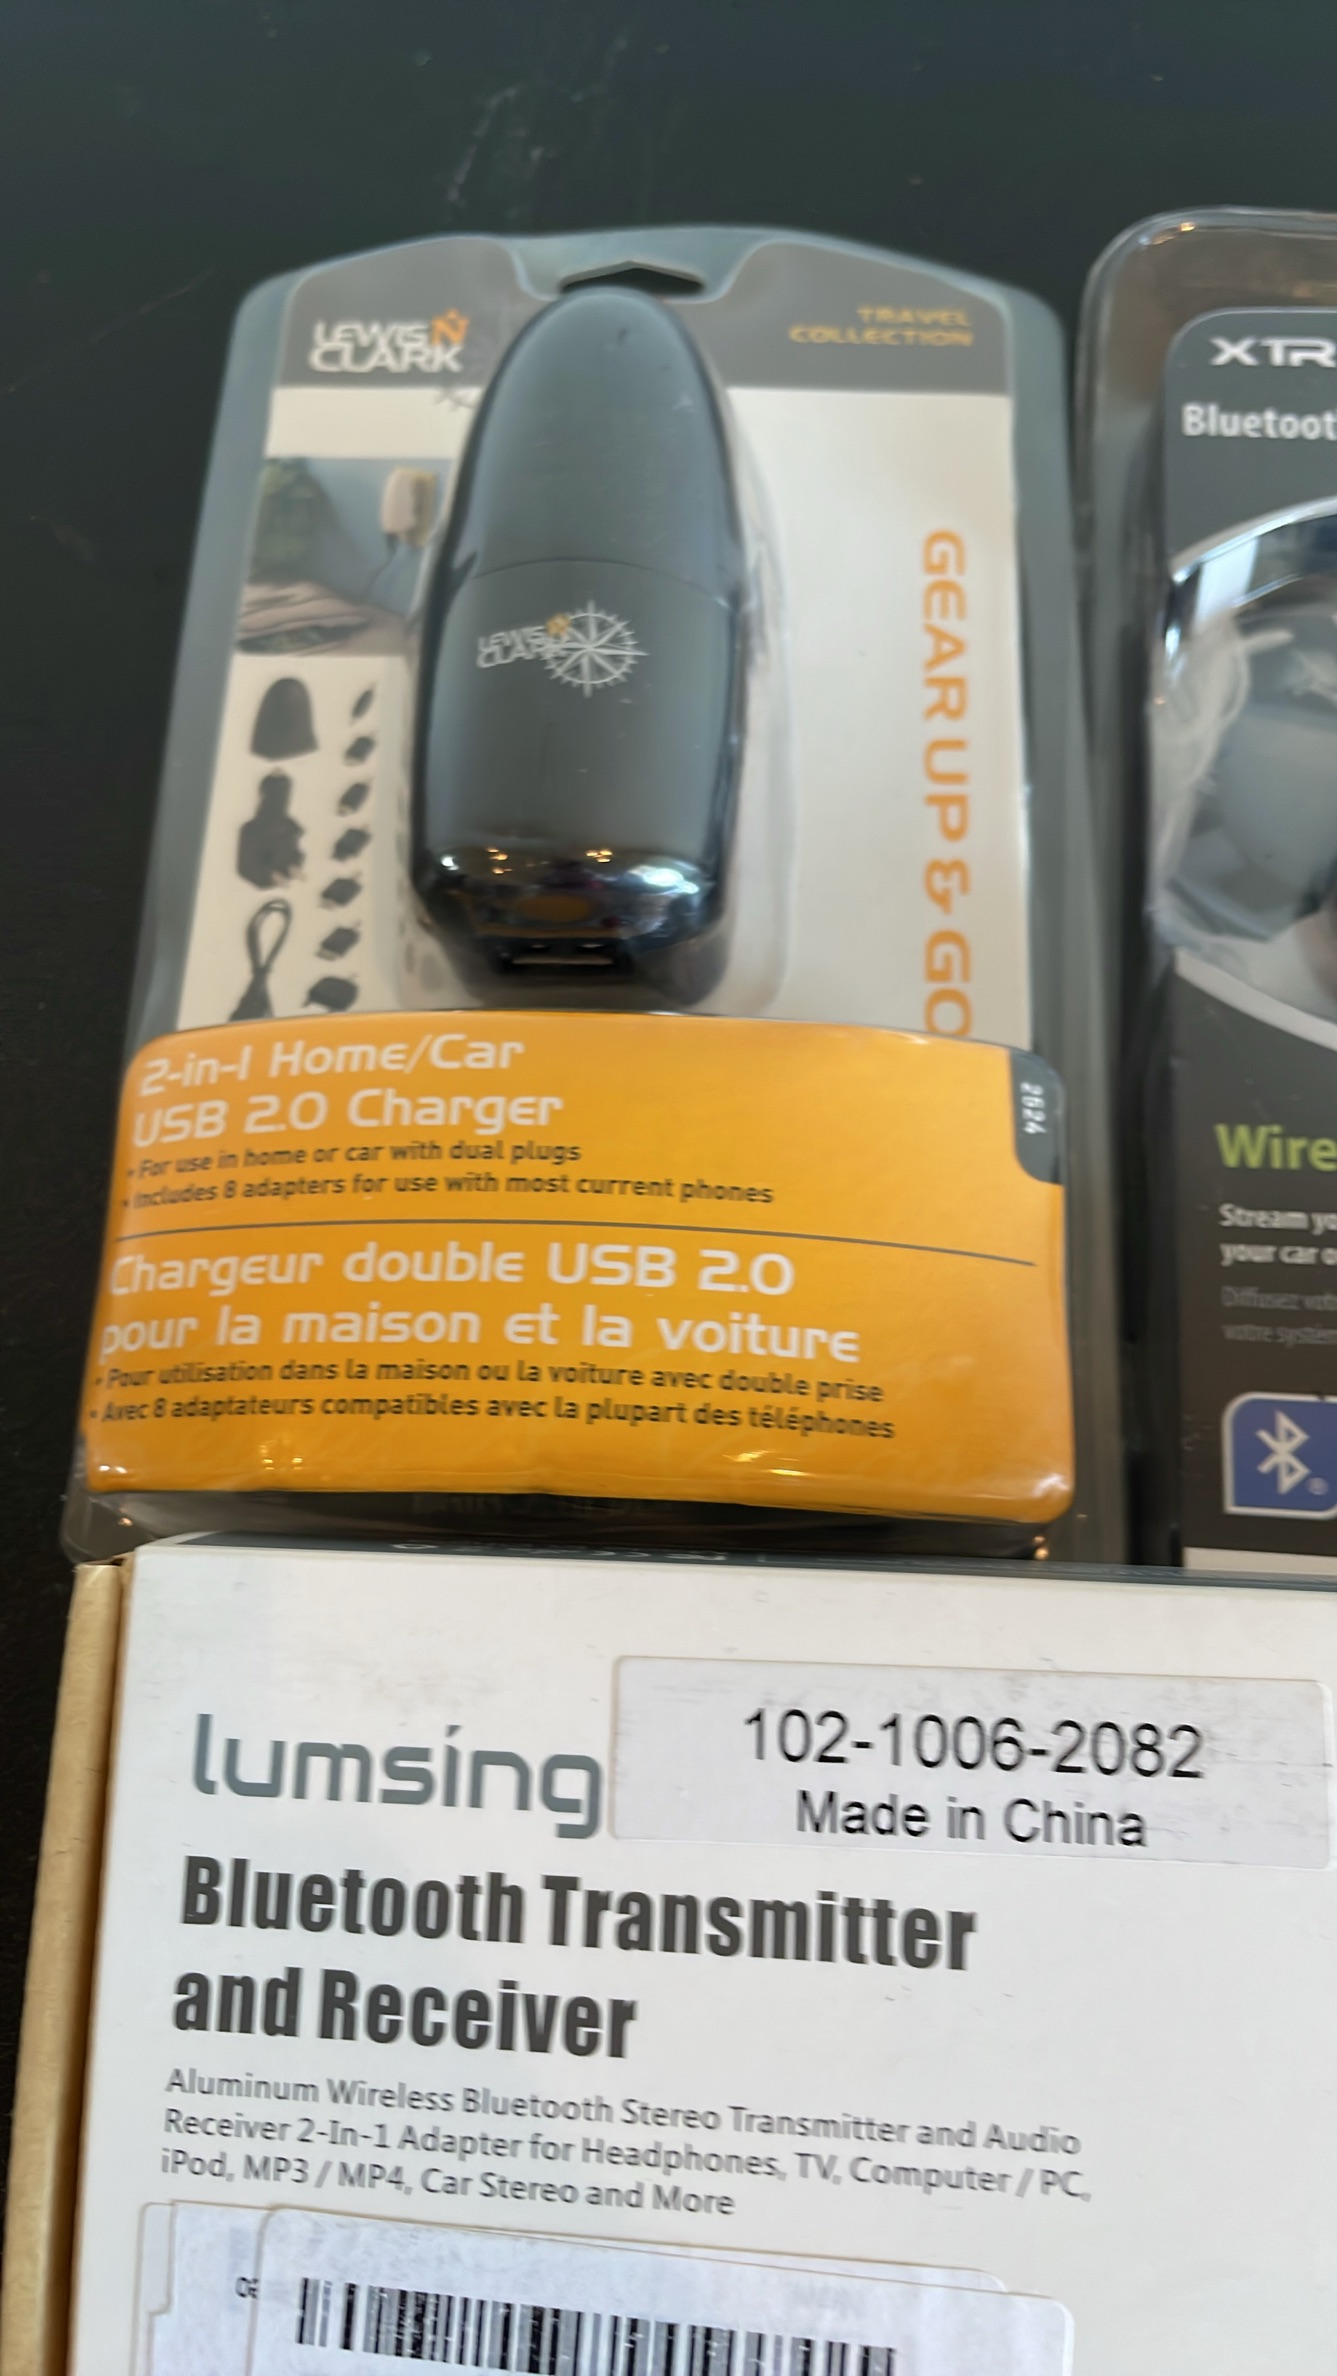 LEWIS N CLARK
TRAVEL
COLLECTION
LEWIS N CLARK
GEAR UP & GO
2-in-1 Home/Car
USB 2.0 Charger
• For use in home or car with dual plugs
• Includes 8 adapters for use with most current phones
2624
Chargeur double USB 2.0
pour la maison et la voiture
• Pour utilisation dans la maison ou la voiture avec double prise
• Avec 8 adaptateurs compatibles avec la plupart des téléphones
XTR
Bluetoot
Wire
Stream yo
your car o
Diffusez vot
votre systèm
lumsing
102-1006-2082
Made in China
Bluetooth Transmitter
and Receiver
Aluminum Wireless Bluetooth Stereo Transmitter and Audio
Receiver 2-In-1 Adapter for Headphones, TV, Computer / PC,
iPod, MP3 / MP4, Car Stereo and More